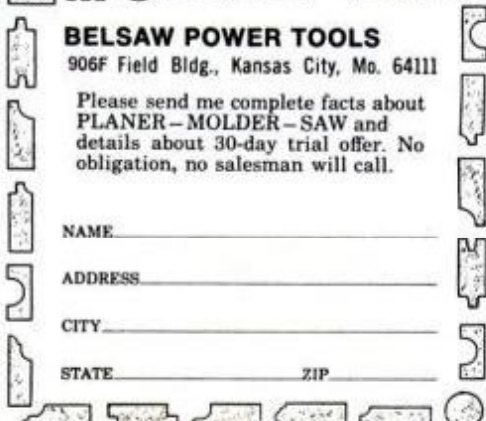 BELSAW POWER TOOLS
906F Field Bldg., Kansas City, Mo. 64111
Please send me complete facts about
PLANER—MOLDER—SAW and
details about 30-day trial offer. No
obligation, no salesman will call.
NAME
ADDRESS
CITY
STATE ZIP